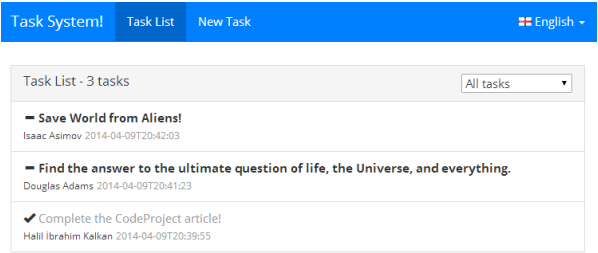 Task System! Task List New Task English
Task List - 3 tasks All tasks
Save World from Aliens!
Isaac Asimov 2014-04-09T20:42:03
Find the answer to the ultimate question of life, the Universe, and everything.
Douglas Adams 2014-04-09T20:41:23
Complete the CodeProject article!
Halil İbrahim Kalkan 2014-04-09T20:39:55